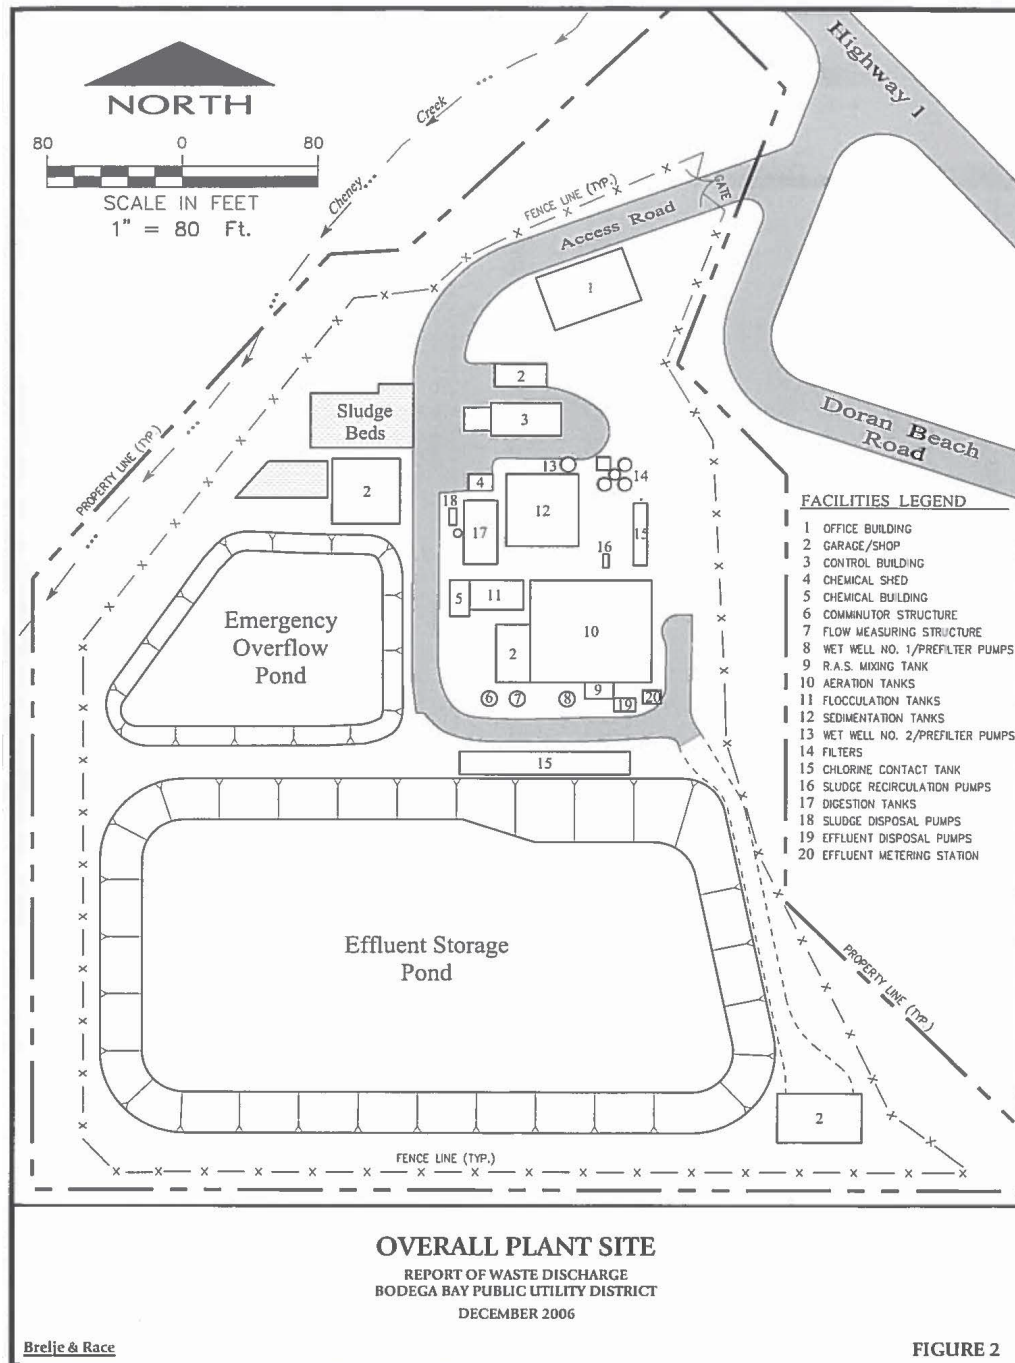 Highway 1
NORTH
Creek
80 0 80
SCALE IN FEET
1" = 80 Ft.
Cheney
FENCE LINE (TYP.)
GATE
Access Road
1
2
3
Sludge
Beds
Doran Beach
Road
PROPERTY LINE (TYP.)
13
14
4
2
18
17
12
15
16
FACILITIES LEGEND
1 OFFICE BUILDING
2 GARAGE/SHOP
3 CONTROL BUILDING
4 CHEMICAL SHED
5 CHEMICAL BUILDING
6 COMMINUTOR STRUCTURE
7 FLOW MEASURING STRUCTURE
8 WET WELL NO. 1/PREFILTER PUMPS
9 R.A.S. MIXING TANK
10 AERATION TANKS
11 FLOCCULATION TANKS
12 SEDIMENTATION TANKS
13 WET WELL NO. 2/PREFILTER PUMPS
14 FILTERS
15 CHLORINE CONTACT TANK
16 SLUDGE RECIRCULATION PUMPS
17 DIGESTION TANKS
18 SLUDGE DISPOSAL PUMPS
19 EFFLUENT DISPOSAL PUMPS
20 EFFLUENT METERING STATION
5
11
10
Emergency
Overflow
Pond
2
6
7
8
9
19
20
15
Effluent Storage
Pond
PROPERTY LINE (TYP.)
2
FENCE LINE (TYP.)
OVERALL PLANT SITE
REPORT OF WASTE DISCHARGE
BODEGA BAY PUBLIC UTILITY DISTRICT
DECEMBER 2006
Brelje & Race
FIGURE 2